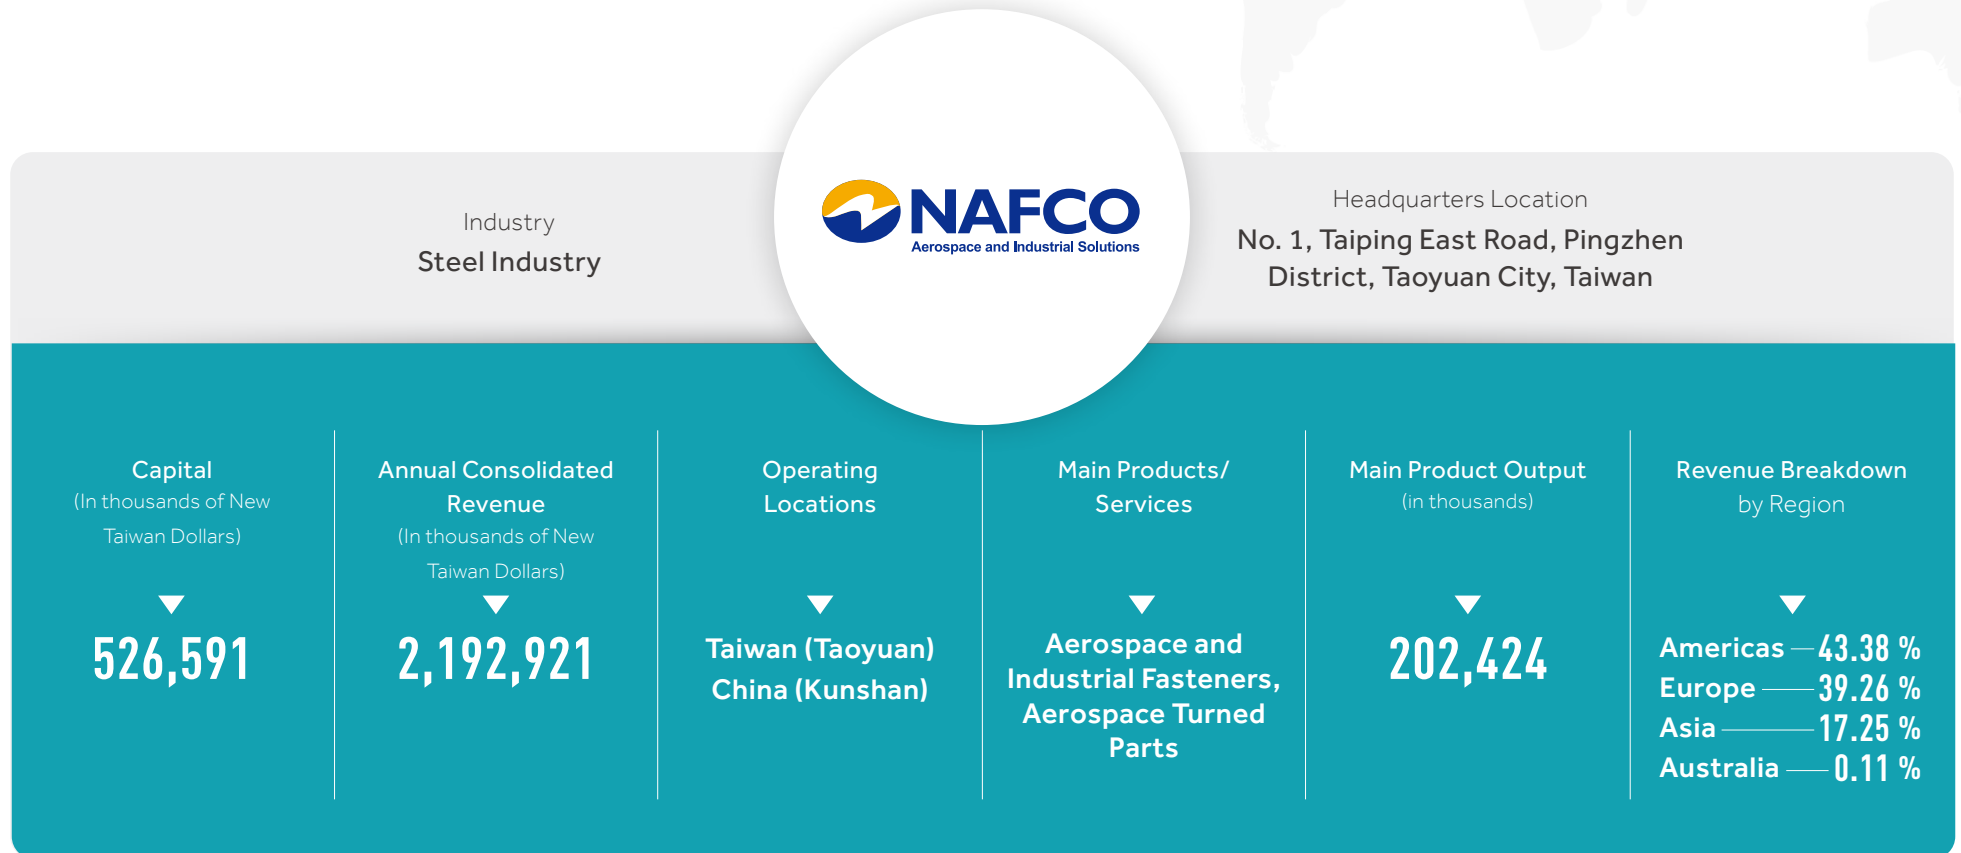 Industry
Steel Industry
NAFCO
Aerospace and Industrial Solutions
Headquarters Location
No. 1, Taiping East Road, Pingzhen
District, Taoyuan City, Taiwan
Capital
(In thousands of New
Taiwan Dollars)
526,591
Annual Consolidated
Revenue
(In thousands of New
Taiwan Dollars)
2,192,921
Operating
Locations
Taiwan (Taoyuan)
China (Kunshan)
Main Products/
Services
Aerospace and
Industrial Fasteners,
Aerospace Turned
Parts
Main Product Output
(in thousands)
202,424
Revenue Breakdown
by Region
Americas 43.38 %
Europe 39.26 %
Asia 17.25 %
Australia 0.11 %